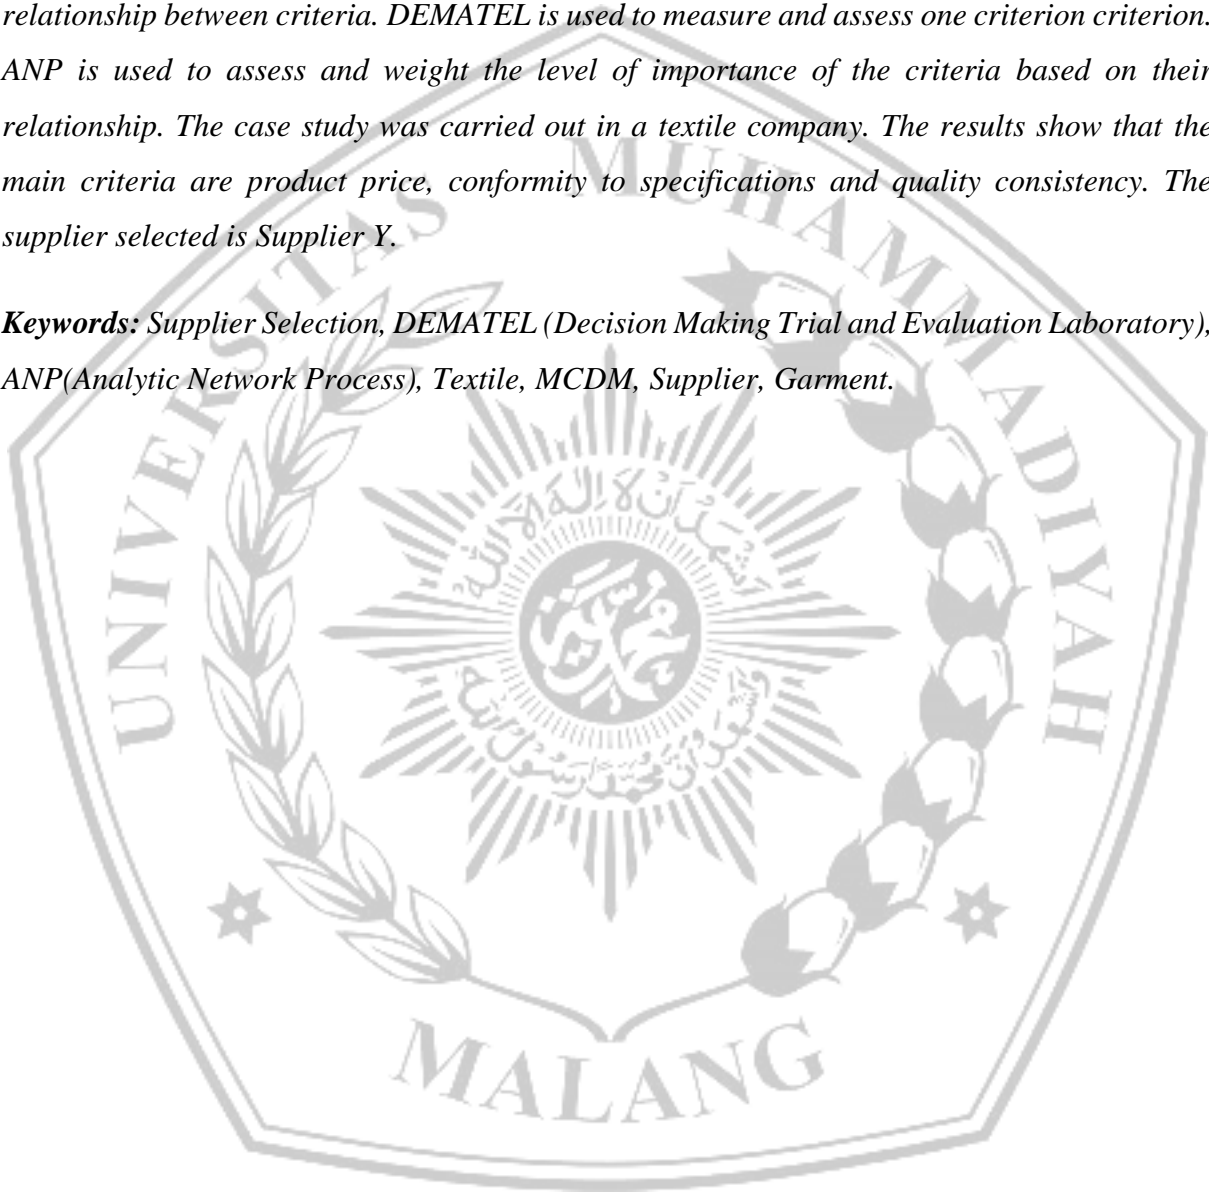 relationship between criteria. DEMATEL is used to measure and assess one criterion criterion.
ANP is used to assess and weight the level of importance of the criteria based on their
relationship. The case study was carried out in a textile company. The results show that the
main criteria are product price, conformity to specifications and quality consistency. The
supplier selected is Supplier Y.
Keywords: Supplier Selection, DEMATEL (Decision Making Trial and Evaluation Laboratory),
ANP(Analytic Network Process), Textile, MCDM, Supplier, Garment.
UNIVERSITAS MUHAMMADIYAH
MALANG